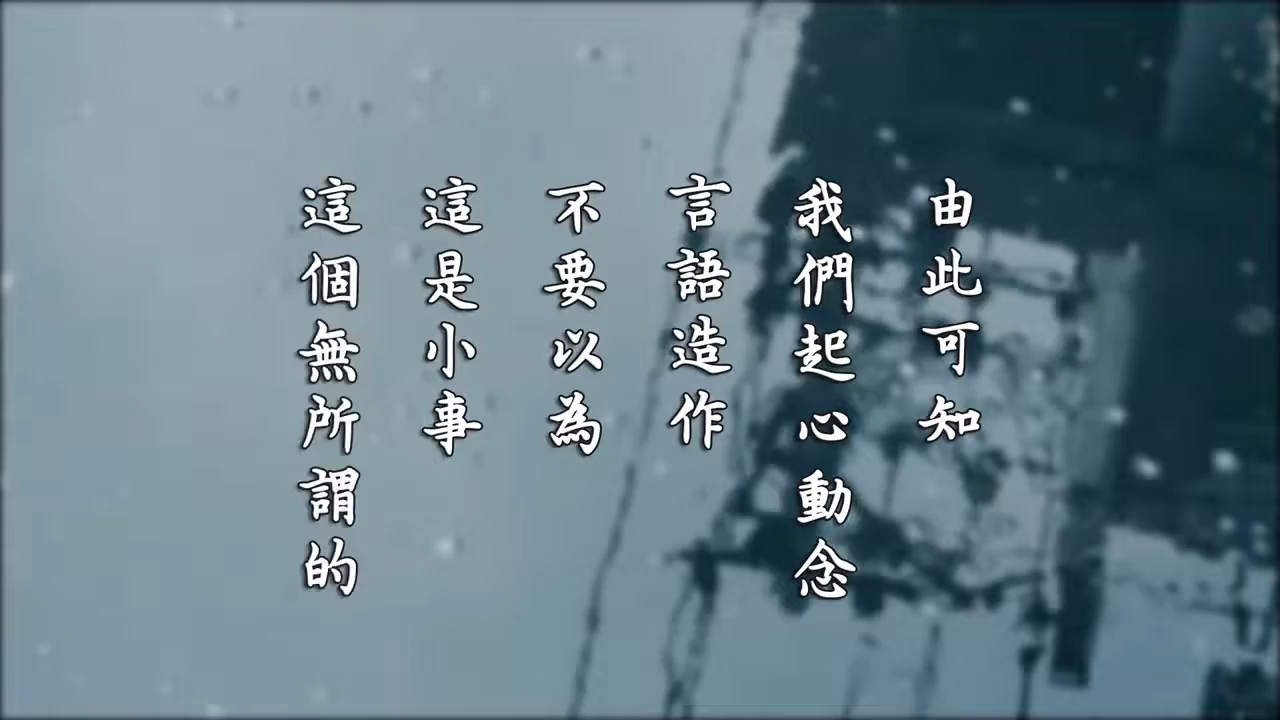 由此可知
我們起心動念
言語造作
不要以為
這是小事
這個無所謂的